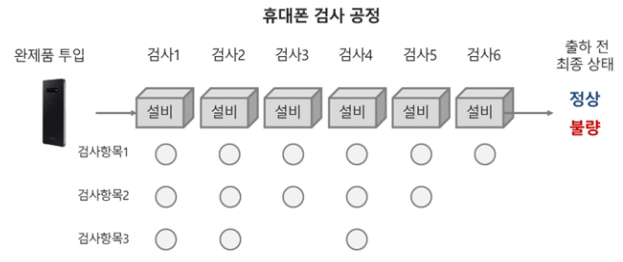 휴대폰 검사 공정
완제품 투입
검사1 검사2 검사3 검사4 검사5 검사6
출하 전
최종 상태
설비 설비 설비 설비 설비 설비
정상
불량
검사항목1
검사항목2
검사항목3